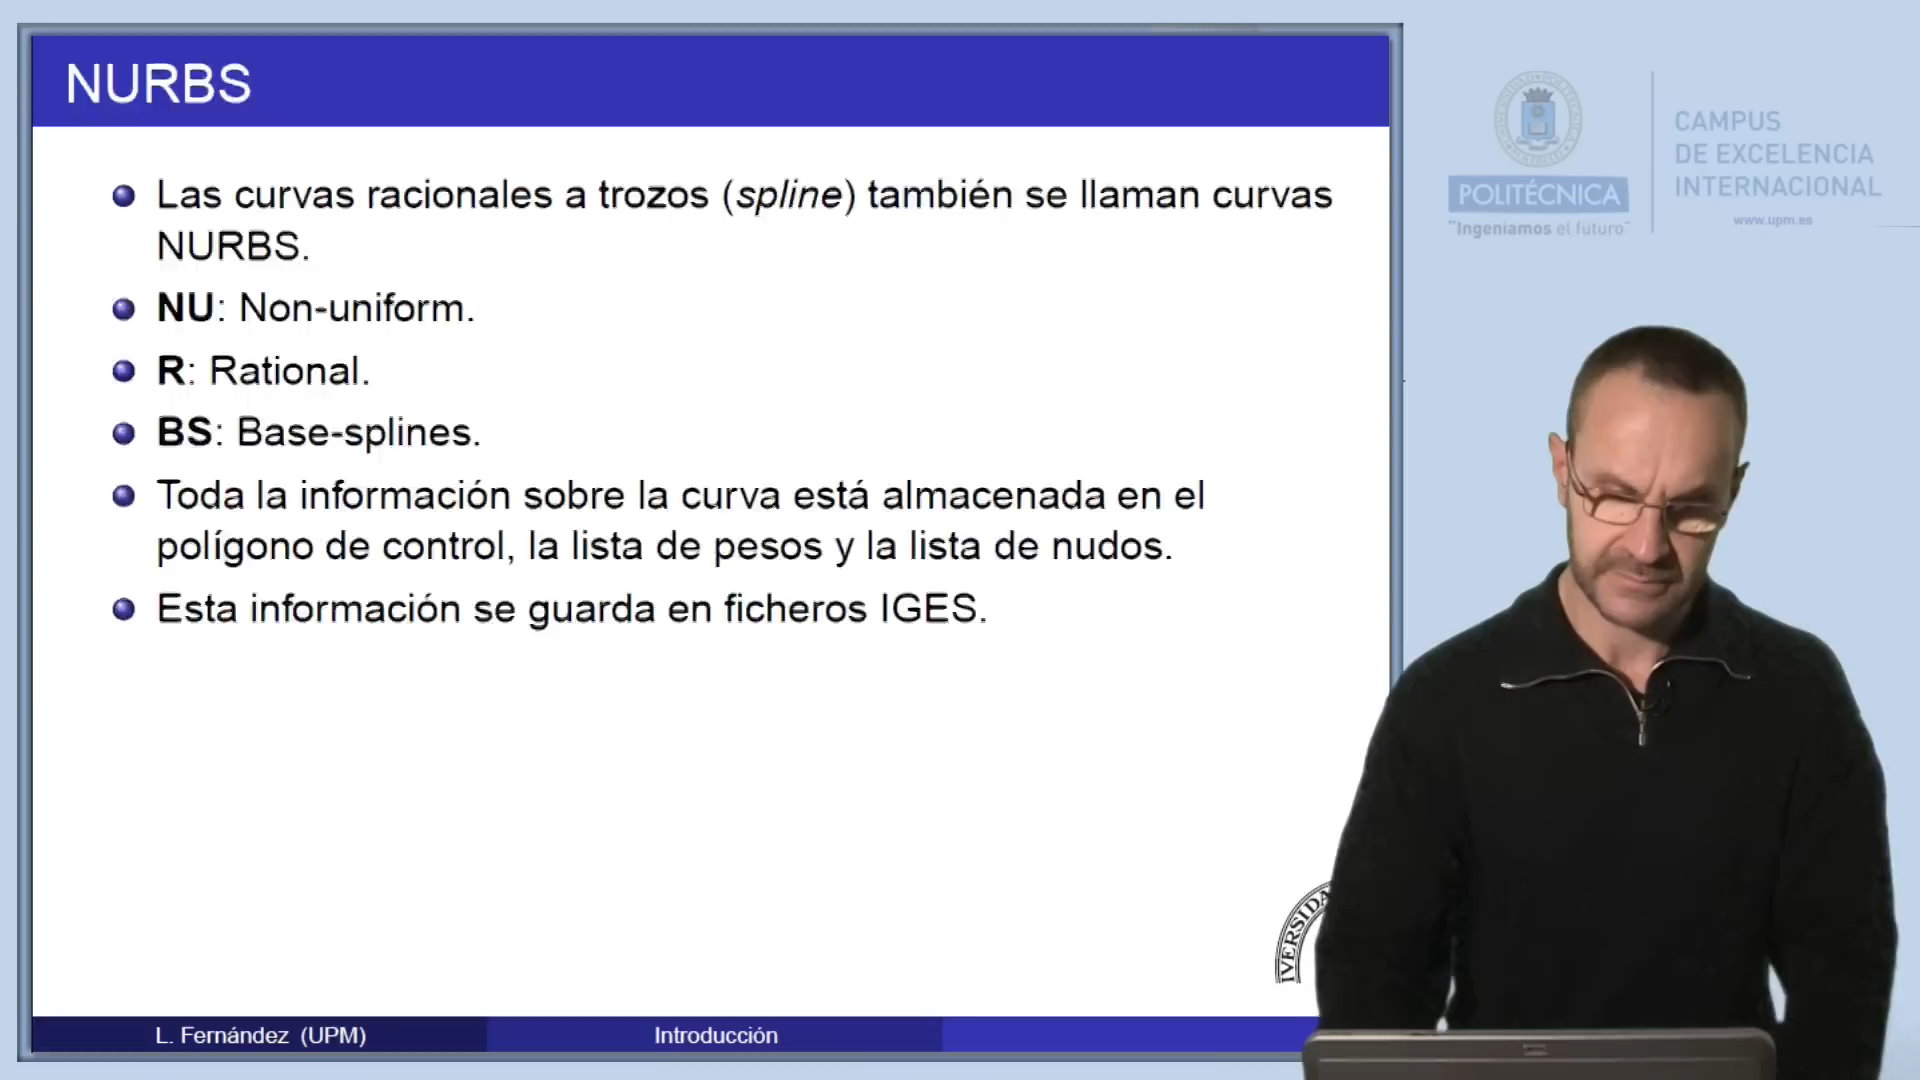 NURBS
Las curvas racionales a trozos (spline) también se llaman curvas
NURBS.
NU: Non-uniform.
R: Rational.
BS: Base-splines.
Toda la información sobre la curva está almacenada en el
polígono de control, la lista de pesos y la lista de nudos.
Esta información se guarda en ficheros IGES.
L. Fernández (UPM)
Introducción
POLITÉCNICA
"Ingeniamos el futuro"
CAMPUS
DE EXCELENCIA
INTERNACIONAL
www.upm.es